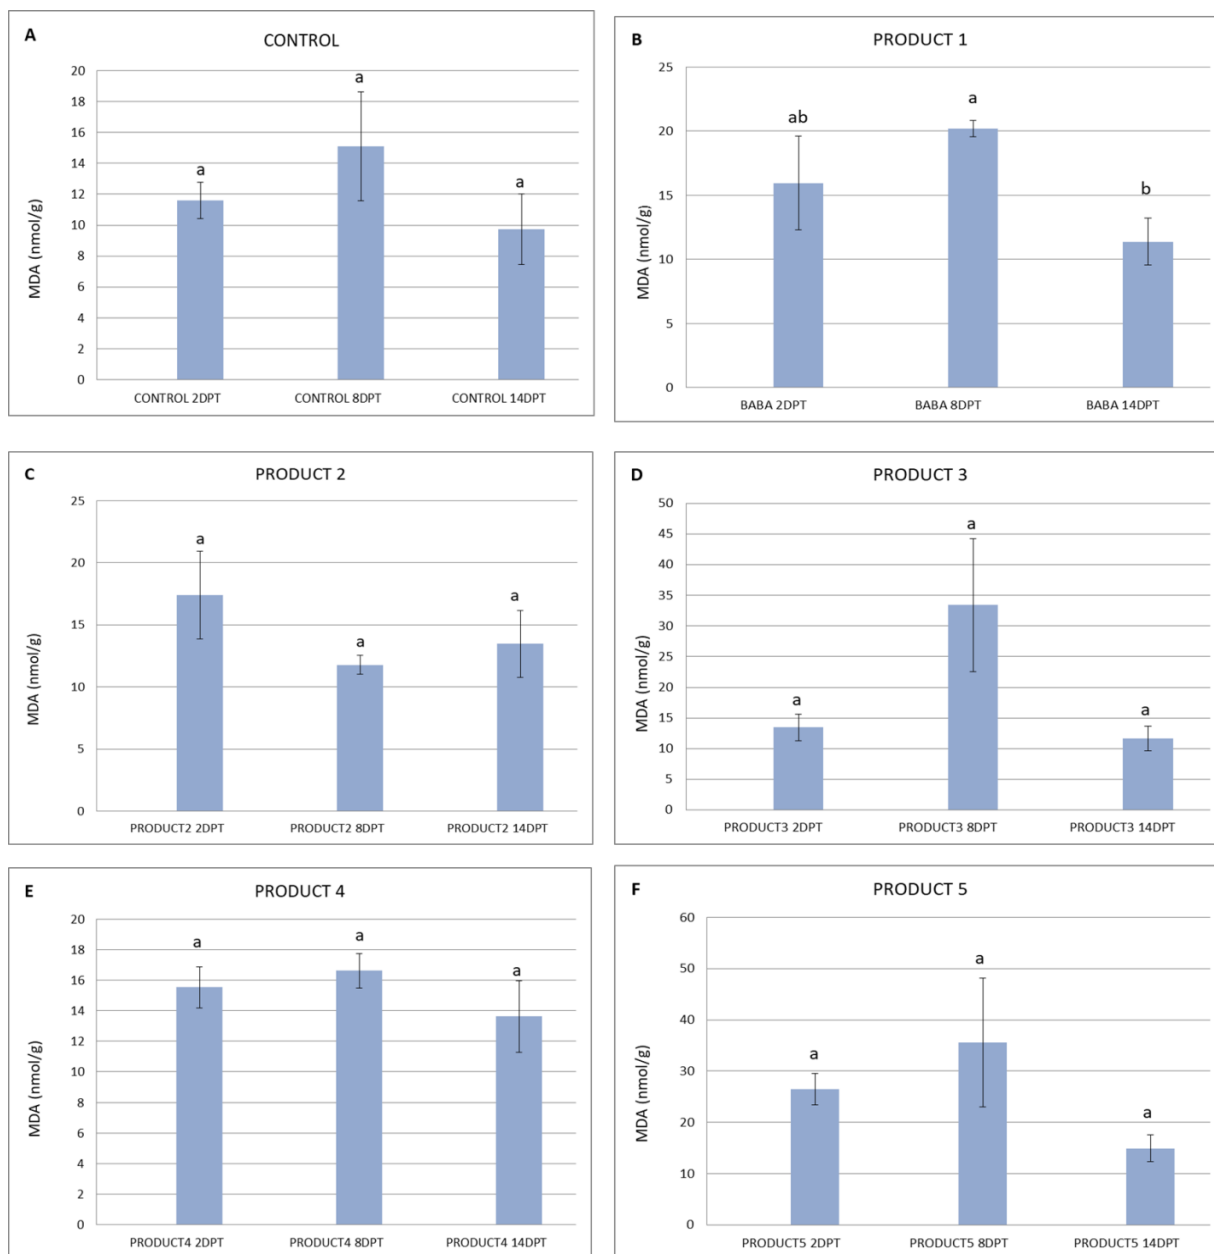 A
CONTROL
MDA (nmol/g)
20
18
16
14
12
10
8
6
4
2
0
a
a
a
CONTROL 2DPT CONTROL 8DPT CONTROL 14DPT
B
PRODUCT 1
MDA (nmol/g)
25
20
15
10
5
0
ab
a
b
BABA 2DPT BABA 8DPT BABA 14DPT
C
PRODUCT 2
MDA (nmol/g)
25
20
15
10
5
0
a
a
a
PRODUCT2 2DPT PRODUCT2 8DPT PRODUCT2 14DPT
D
PRODUCT 3
MDA (nmol/g)
50
45
40
35
30
25
20
15
10
5
0
a
a
a
PRODUCT3 2DPT PRODUCT3 8DPT PRODUCT3 14DPT
E
PRODUCT 4
MDA (nmol/g)
20
18
16
14
12
10
8
6
4
2
0
a
a
a
PRODUCT4 2DPT PRODUCT4 8DPT PRODUCT4 14DPT
F
PRODUCT 5
MDA (nmol/g)
60
50
40
30
20
10
0
a
a
a
PRODUCT5 2DPT PRODUCT5 8DPT PRODUCT5 14DPT